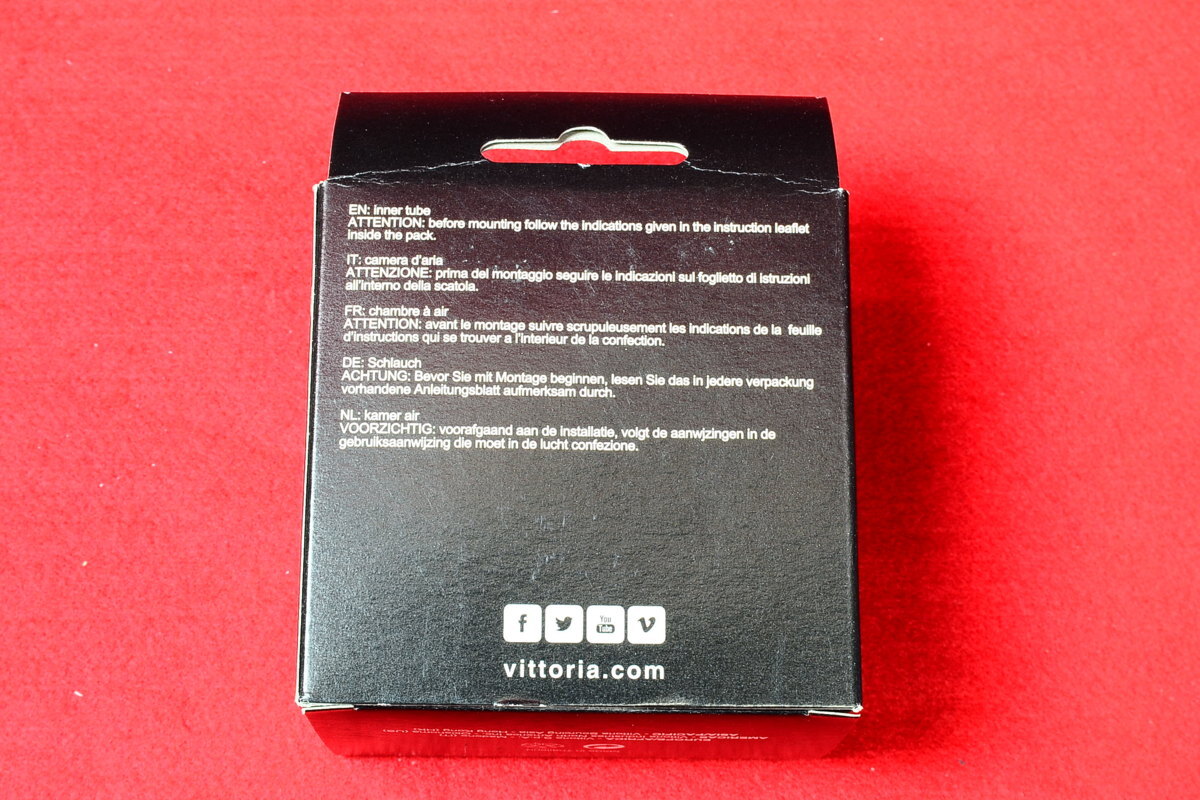 EN: inner tube
ATTENTION: before mounting follow the indications given in the instruction leaflet
inside the pack.
IT: camera d'aria
ATTENZIONE: prima del montaggio seguire le indicazioni sul foglietto di istruzioni
all'interno della scatola.
FR: chambre à air
ATTENTION: avant le montage suivre scrupuleusement les indications de la feuille
d'instructions qui se trouver a l'interieur de la confection.
DE: Schlauch
ACHTUNG: Bevor Sie mit Montage beginnen, lesen Sie das in jedere verpackung
vorhandene Anleitungsblatt aufmerksam durch.
NL: kamer air
VOORZICHTIG: voorafgaand aan de installatie, volgt de aanwjzingen in de
gebruiksaanwijzing die moet in de lucht confezione.
f You Tube v
vittoria.com